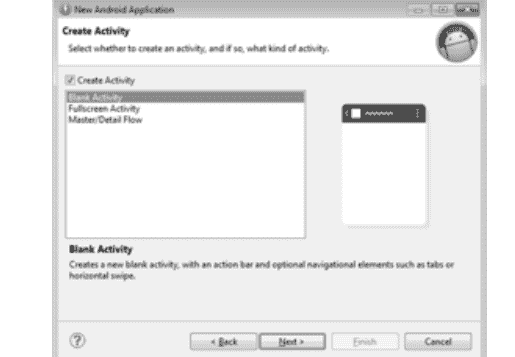 New Android Application
Create Activity
Select whether to create an activity, and if so, what kind of activity.
Create Activity
Blank Activity
Fullscreen Activity
Master/Detail Flow
Blank Activity
Creates a new blank activity, with an action bar and optional navigational elements such as tabs or
horizontal swipe.
?
< Back
Next >
Finish
Cancel